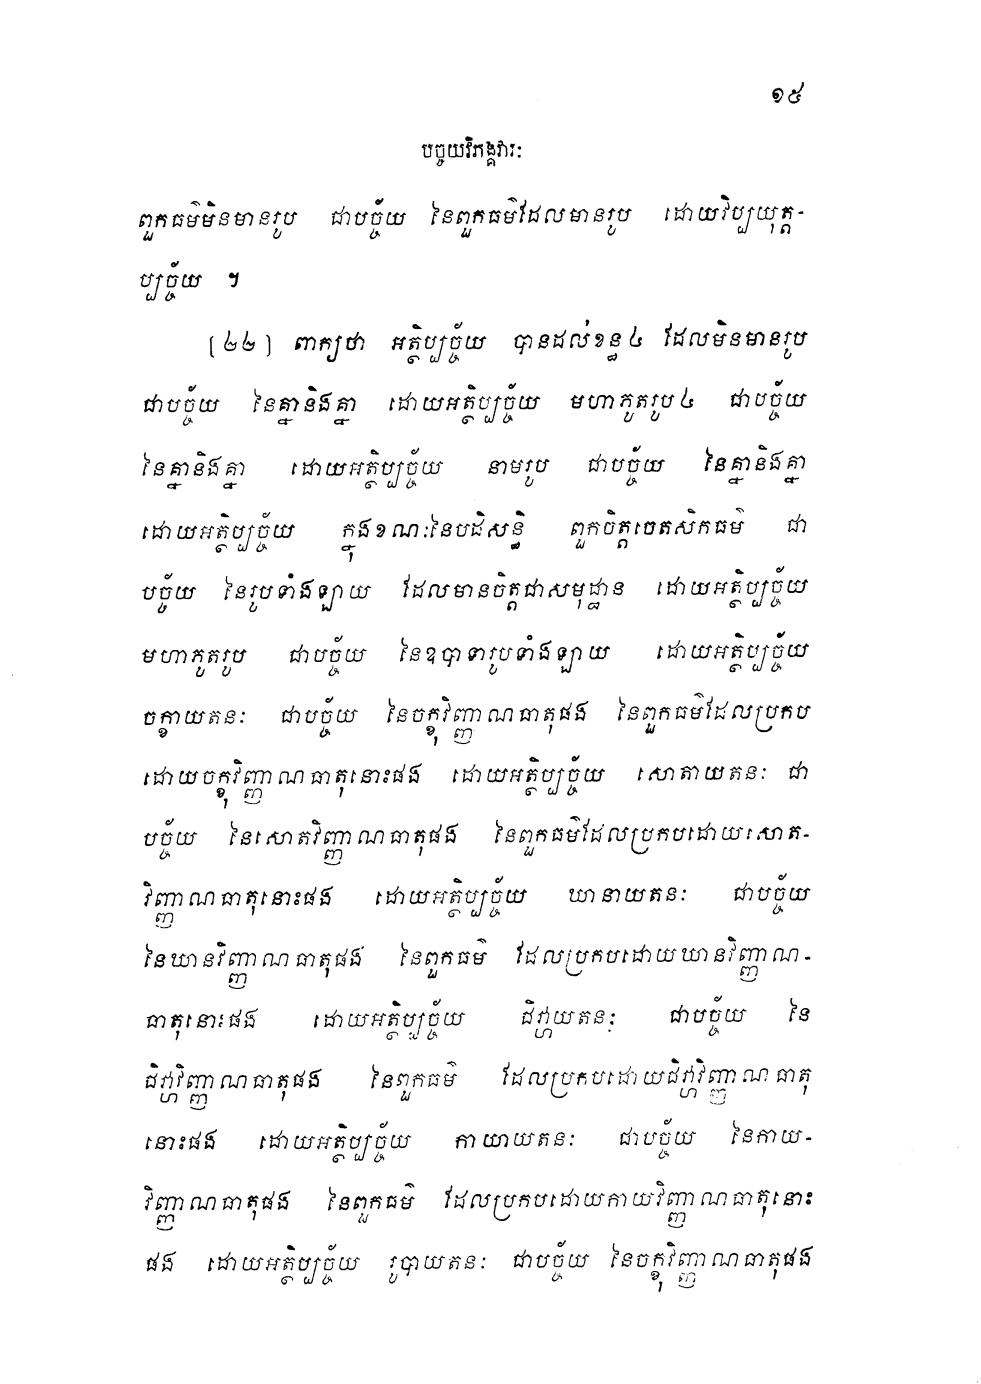 ១៥
បច្ចយវិភង្គវារៈ
ពួកធម៌មិនមានរូប ជាបច្ច័យ នៃពួកធម៌ដែលមានរូប ដោយវិប្បយុត្ត-
ប្បច្ច័យ ។
(២២) ពាក្យថា អត្ថិប្បច្ច័យ បានដល់ខន្ធ៤ ដែលមិនមានរូប
ជាបច្ច័យ នៃគ្នានិងគ្នា ដោយអត្ថិប្បច្ច័យ មហាភូតរូប៤ ជាបច្ច័យ
នៃគ្នានិងគ្នា ដោយអត្ថិប្បច្ច័យ នាមរូប ជាបច្ច័យ នៃគ្នានិងគ្នា
ដោយអត្ថិប្បច្ច័យ ក្នុងខណៈនៃបដិសន្ធិ ពួកចិត្តចេតសិកធម៌ ជា
បច្ច័យ នៃរូបទាំងឡាយ ដែលមានចិត្តជាសមុដ្ឋាន ដោយអត្ថិប្បច្ច័យ
មហាភូតរូប ជាបច្ច័យ នៃឧបាទារូបទាំងឡាយ ដោយអត្ថិប្បច្ច័យ
ចក្ខាយតនៈ ជាបច្ច័យ នៃចក្ខុវិញ្ញាណធាតុផង នៃពួកធម៌ដែលប្រកប
ដោយចក្ខុវិញ្ញាណធាតុនោះផង ដោយអត្ថិប្បច្ច័យ សោតាយតនៈ ជា
បច្ច័យ នៃសោតវិញ្ញាណធាតុផង នៃពួកធម៌ដែលប្រកបដោយសោត-
វិញ្ញាណធាតុនោះផង ដោយអត្ថិប្បច្ច័យ ឃានាយតនៈ ជាបច្ច័យ
នៃឃានវិញ្ញាណធាតុផង នៃពួកធម៌ ដែលប្រកបដោយឃានវិញ្ញាណ-
ធាតុនោះផង ដោយអត្ថិប្បច្ច័យ ជិវ្ហាយតនៈ ជាបច្ច័យ នៃ
ជិវ្ហាវិញ្ញាណធាតុផង នៃពួកធម៌ ដែលប្រកបដោយជិវ្ហាវិញ្ញាណធាតុ
នោះផង ដោយអត្ថិប្បច្ច័យ កាយាយតនៈ ជាបច្ច័យ នៃកាយ-
វិញ្ញាណធាតុផង នៃពួកធម៌ ដែលប្រកបដោយកាយវិញ្ញាណធាតុនោះ
ផង ដោយអត្ថិប្បច្ច័យ រូបាយតនៈ ជាបច្ច័យ នៃចក្ខុវិញ្ញាណធាតុផង